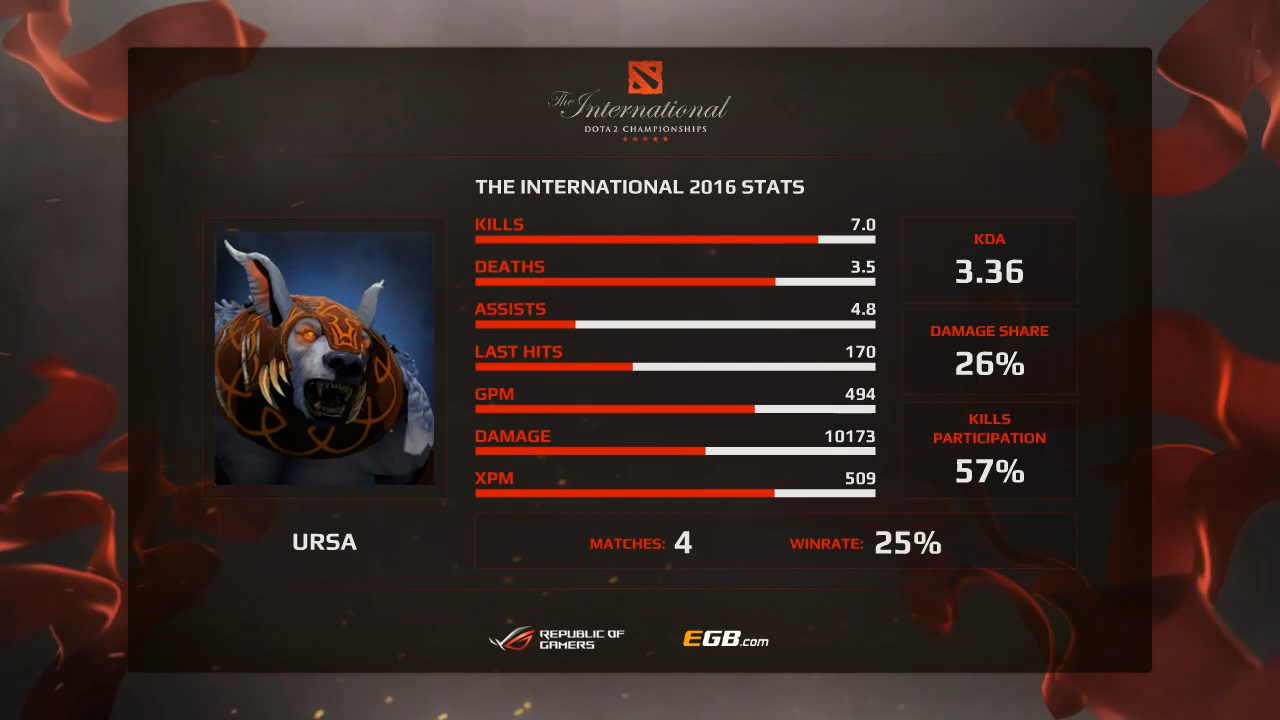 The International
DOTA 2 CHAMPIONSHIPS
THE INTERNATIONAL 2016 STATS
KILLS 7.0
DEATHS 3.5
ASSISTS 4.8
LAST HITS 170
GPM 494
DAMAGE 10173
XPM 509
KDA
3.36
DAMAGE SHARE
26%
KILLS
PARTICIPATION
57%
URSA
MATCHES: 4 WINRATE: 25%
REPUBLIC OF
GAMERS
EGB.com